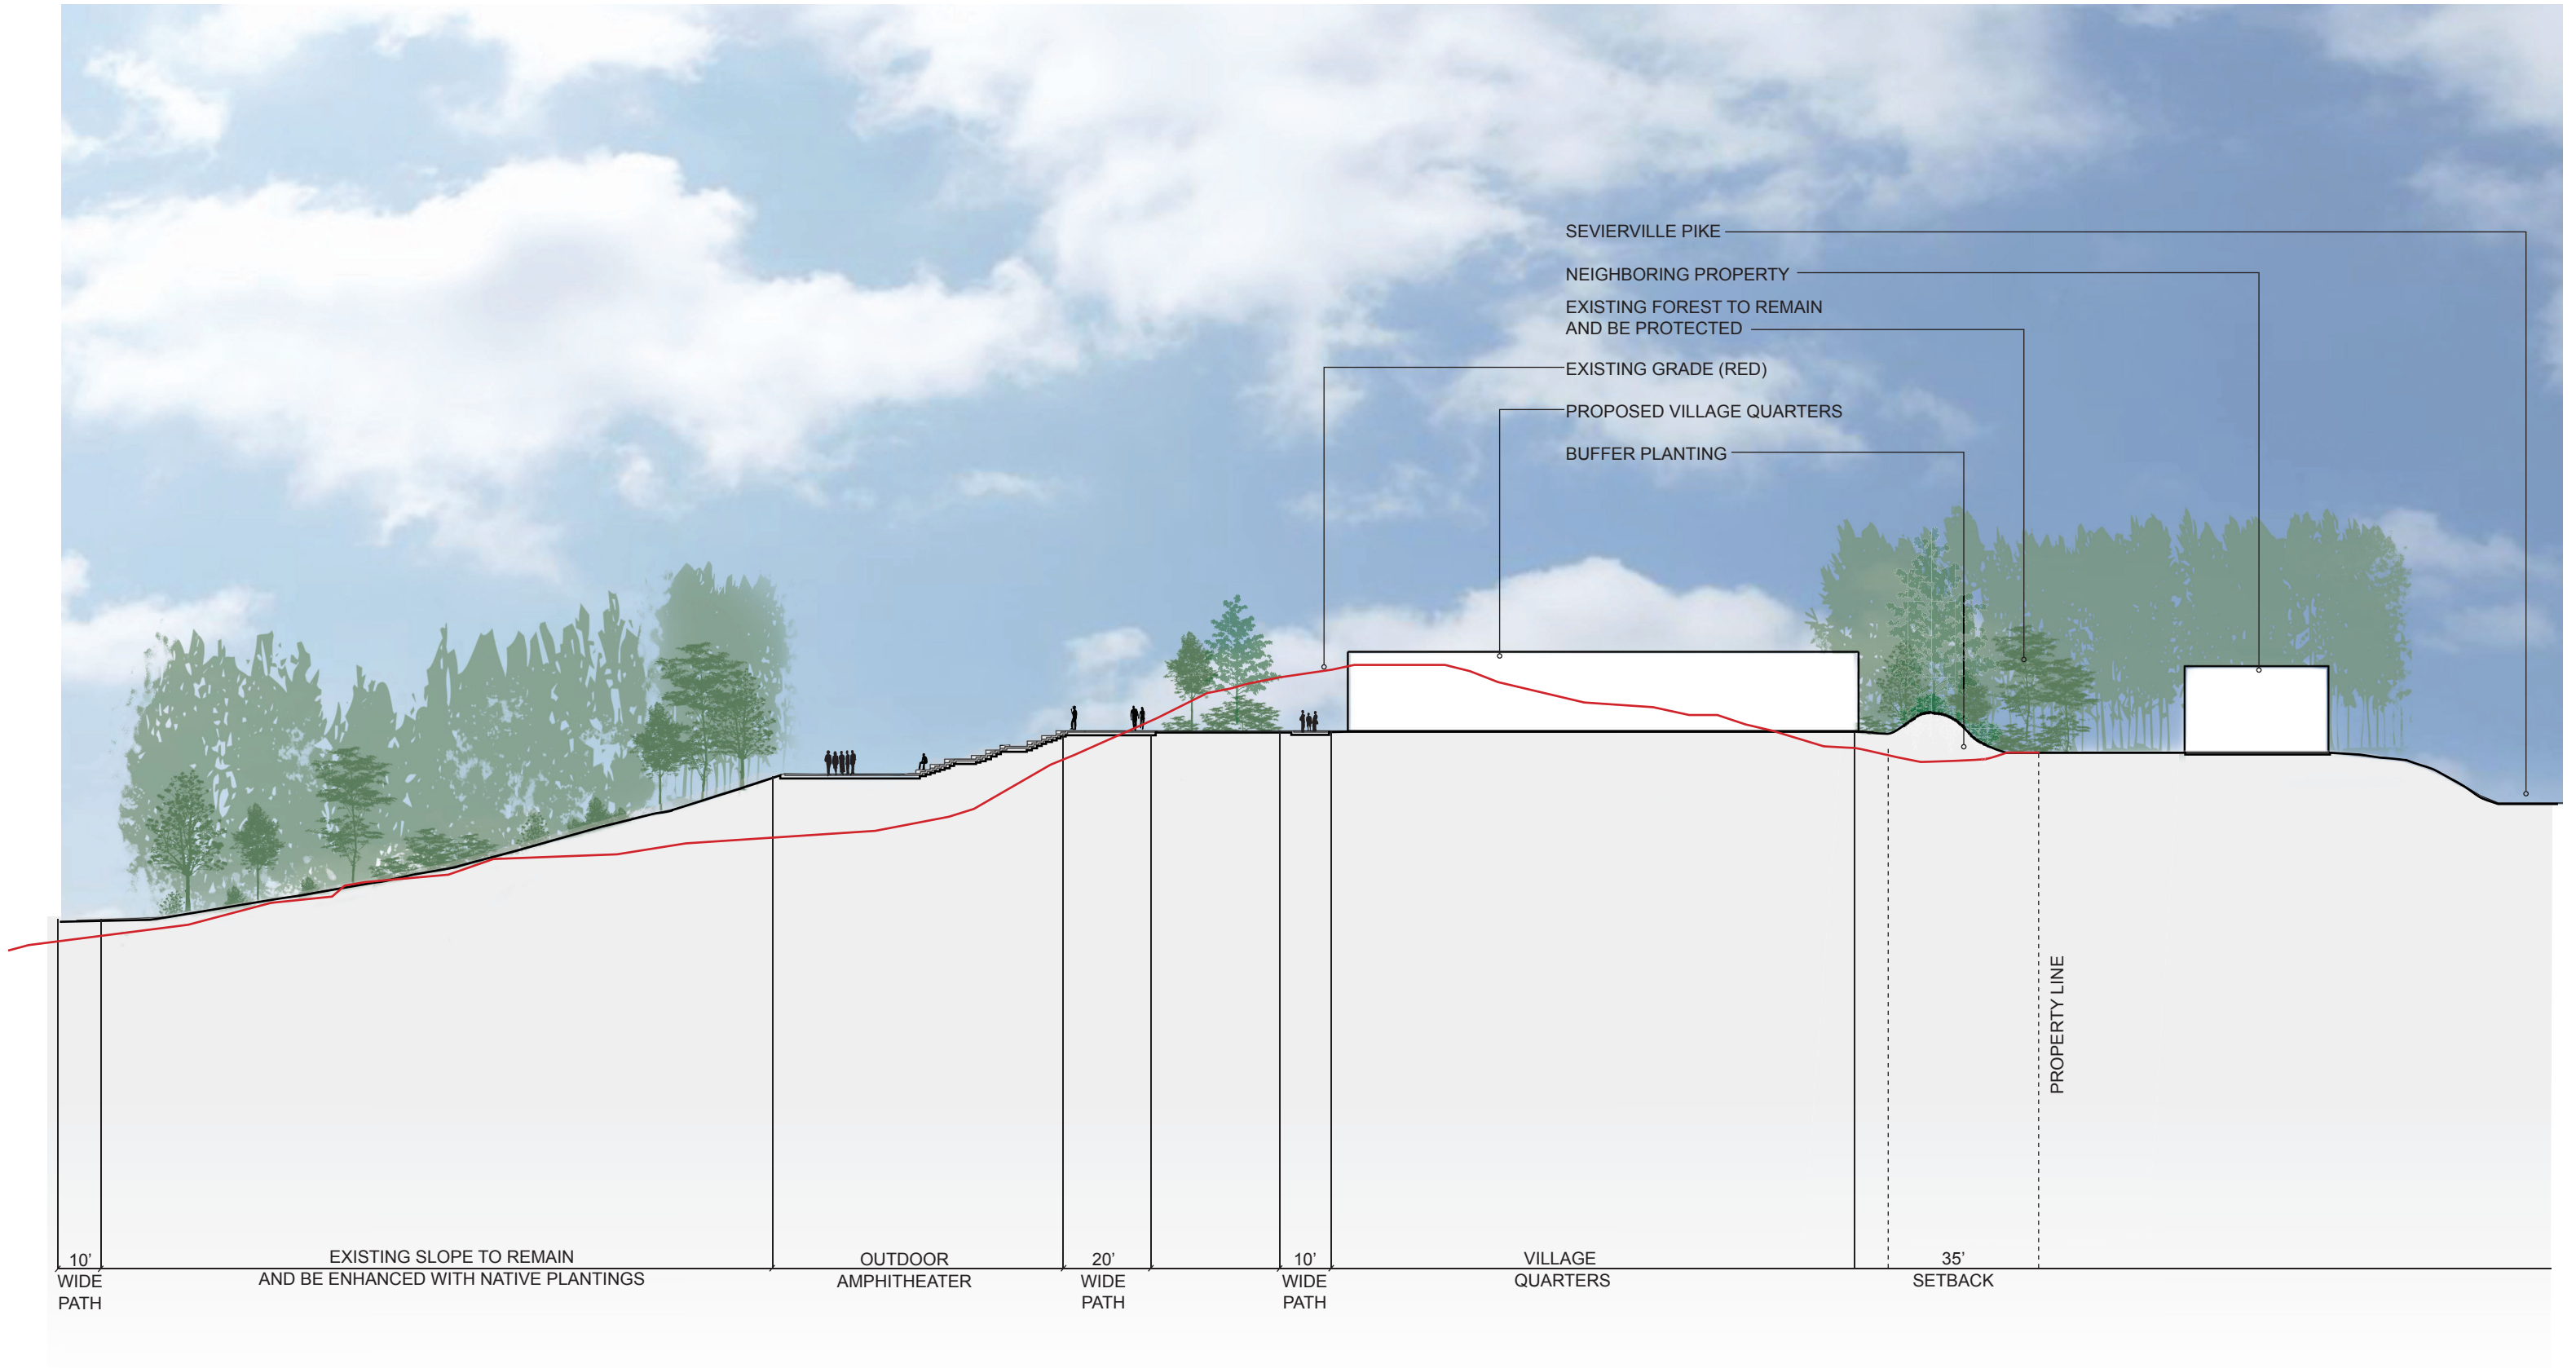 SEVIERVILLE PIKE
NEIGHBORING PROPERTY
EXISTING FOREST TO REMAIN
AND BE PROTECTED
EXISTING GRADE (RED)
PROPOSED VILLAGE QUARTERS
BUFFER PLANTING
PROPERTY LINE
10’
WIDE
PATH
EXISTING SLOPE TO REMAIN
AND BE ENHANCED WITH NATIVE PLANTINGS
OUTDOOR
AMPHITHEATER
20’
WIDE
PATH
10’
WIDE
PATH
VILLAGE
QUARTERS
35’
SETBACK